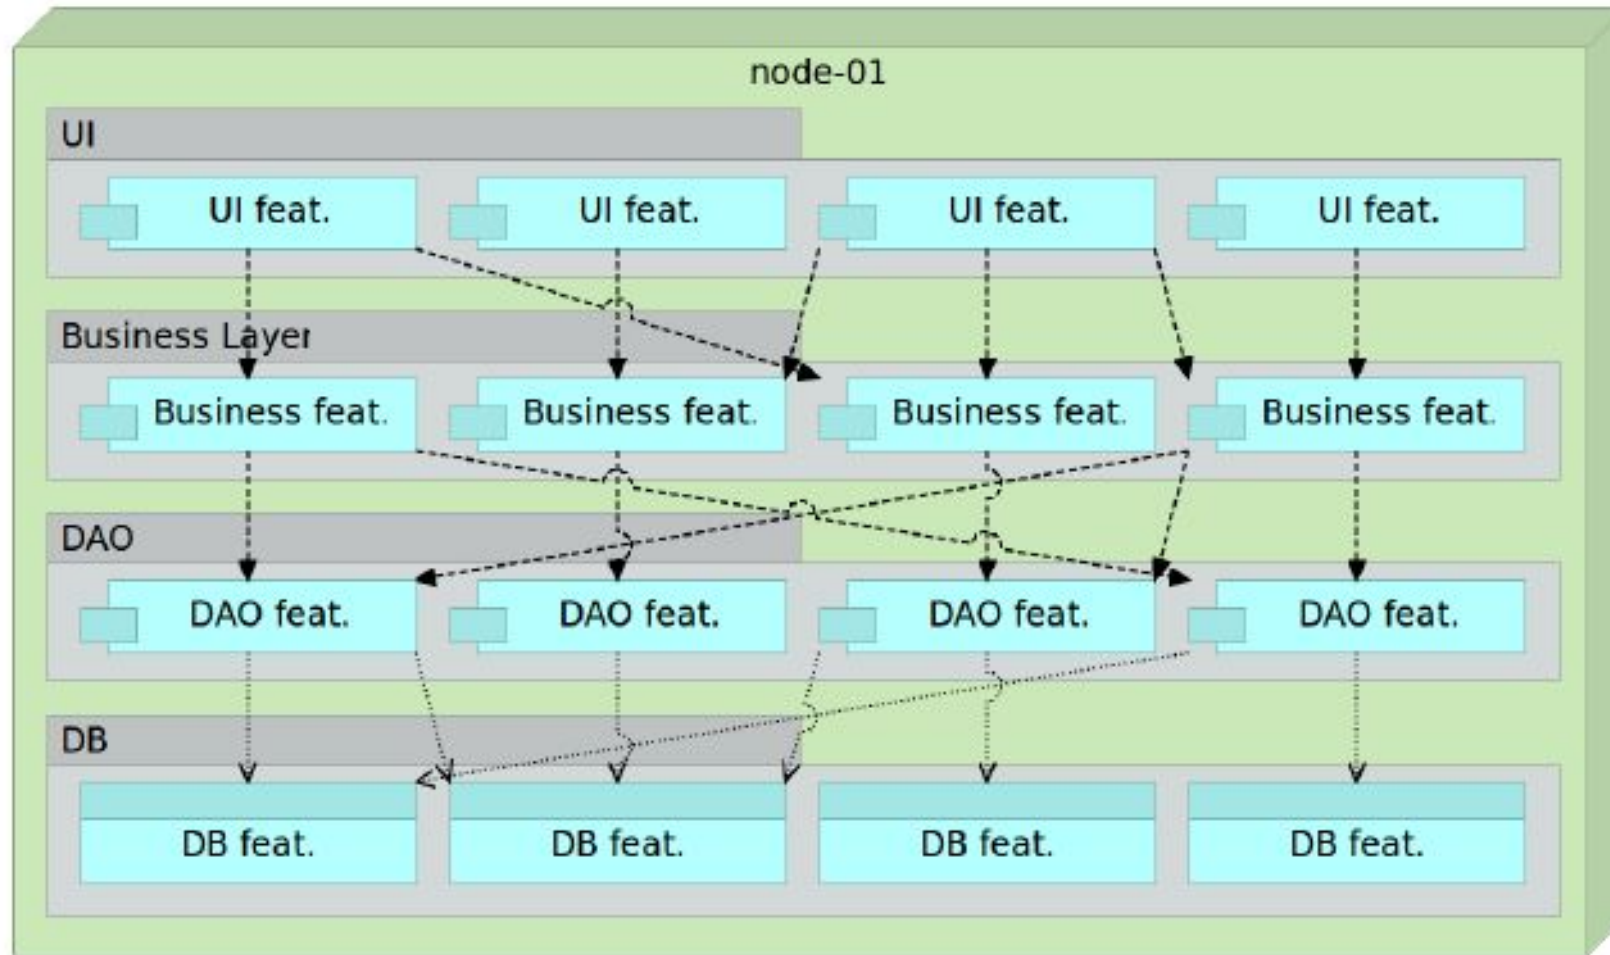 node-01
UI
UI feat. UI feat. UI feat. UI feat.
Business Layer
Business feat. Business feat. Business feat. Business feat.
DAO
DAO feat. DAO feat. DAO feat. DAO feat.
DB
DB feat. DB feat. DB feat. DB feat.